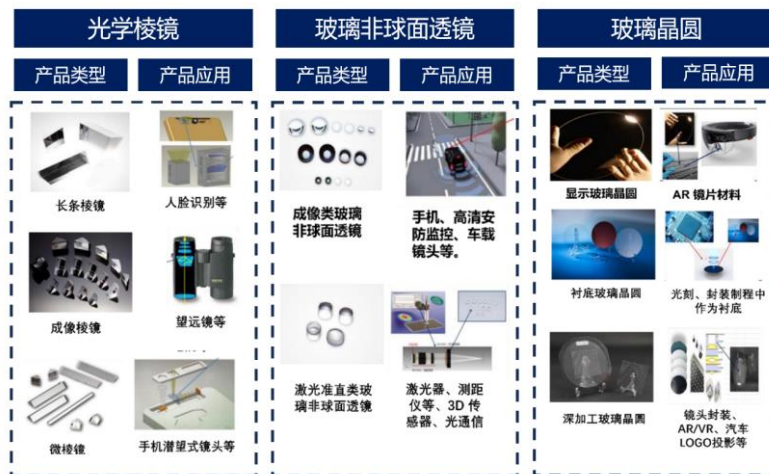 光学棱镜
产品类型
产品应用
长条棱镜
人脸识别等
成像棱镜
望远镜等
微棱镜
手机潜望式镜头等
玻璃非球面透镜
产品类型
产品应用
成像类玻璃
非球面透镜
手机、高清安
防监控、车载
镜头等。
激光准直类玻
璃非球面透镜
激光器、测距
仪等、3D 传
感器、光通信
玻璃晶圆
产品类型
产品应用
显示玻璃晶圆
AR 镜片材料
衬底玻璃晶圆
光刻、封装制程中
作为衬底
深加工玻璃晶圆
镜头封装、
AR/VR、汽车
LOGO投影等